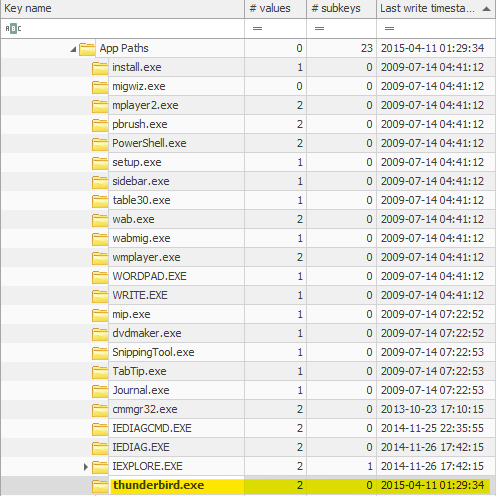 Key name # values # subkeys Last write timesta...
ABC = = =
App Paths 0 23 2015-04-11 01:29:34
install.exe 1 0 2009-07-14 04:41:12
migwiz.exe 0 0 2009-07-14 04:41:12
mplayer2.exe 2 0 2009-07-14 04:41:12
pbrush.exe 2 0 2009-07-14 04:41:12
PowerShell.exe 2 0 2009-07-14 04:41:12
setup.exe 1 0 2009-07-14 04:41:12
sidebar.exe 1 0 2009-07-14 04:41:12
table30.exe 1 0 2009-07-14 04:41:12
wab.exe 2 0 2009-07-14 04:41:12
wabmig.exe 1 0 2009-07-14 04:41:12
wmplayer.exe 2 0 2009-07-14 04:41:12
WORDPAD.EXE 1 0 2009-07-14 04:41:12
WRITE.EXE 1 0 2009-07-14 04:41:12
mip.exe 1 0 2009-07-14 07:22:52
dvdmaker.exe 1 0 2009-07-14 07:22:53
SnippingTool.exe 1 0 2009-07-14 07:22:53
TabTip.exe 1 0 2009-07-14 07:22:53
Journal.exe 1 0 2009-07-14 07:22:53
cmmgr32.exe 2 0 2013-10-23 17:10:15
IEDIAGCMD.EXE 2 0 2014-11-25 22:35:55
IEDIAG.EXE 2 0 2014-11-26 17:42:15
IEXPLORE.EXE 2 1 2014-11-26 17:42:15
thunderbird.exe 2 0 2015-04-11 01:29:34